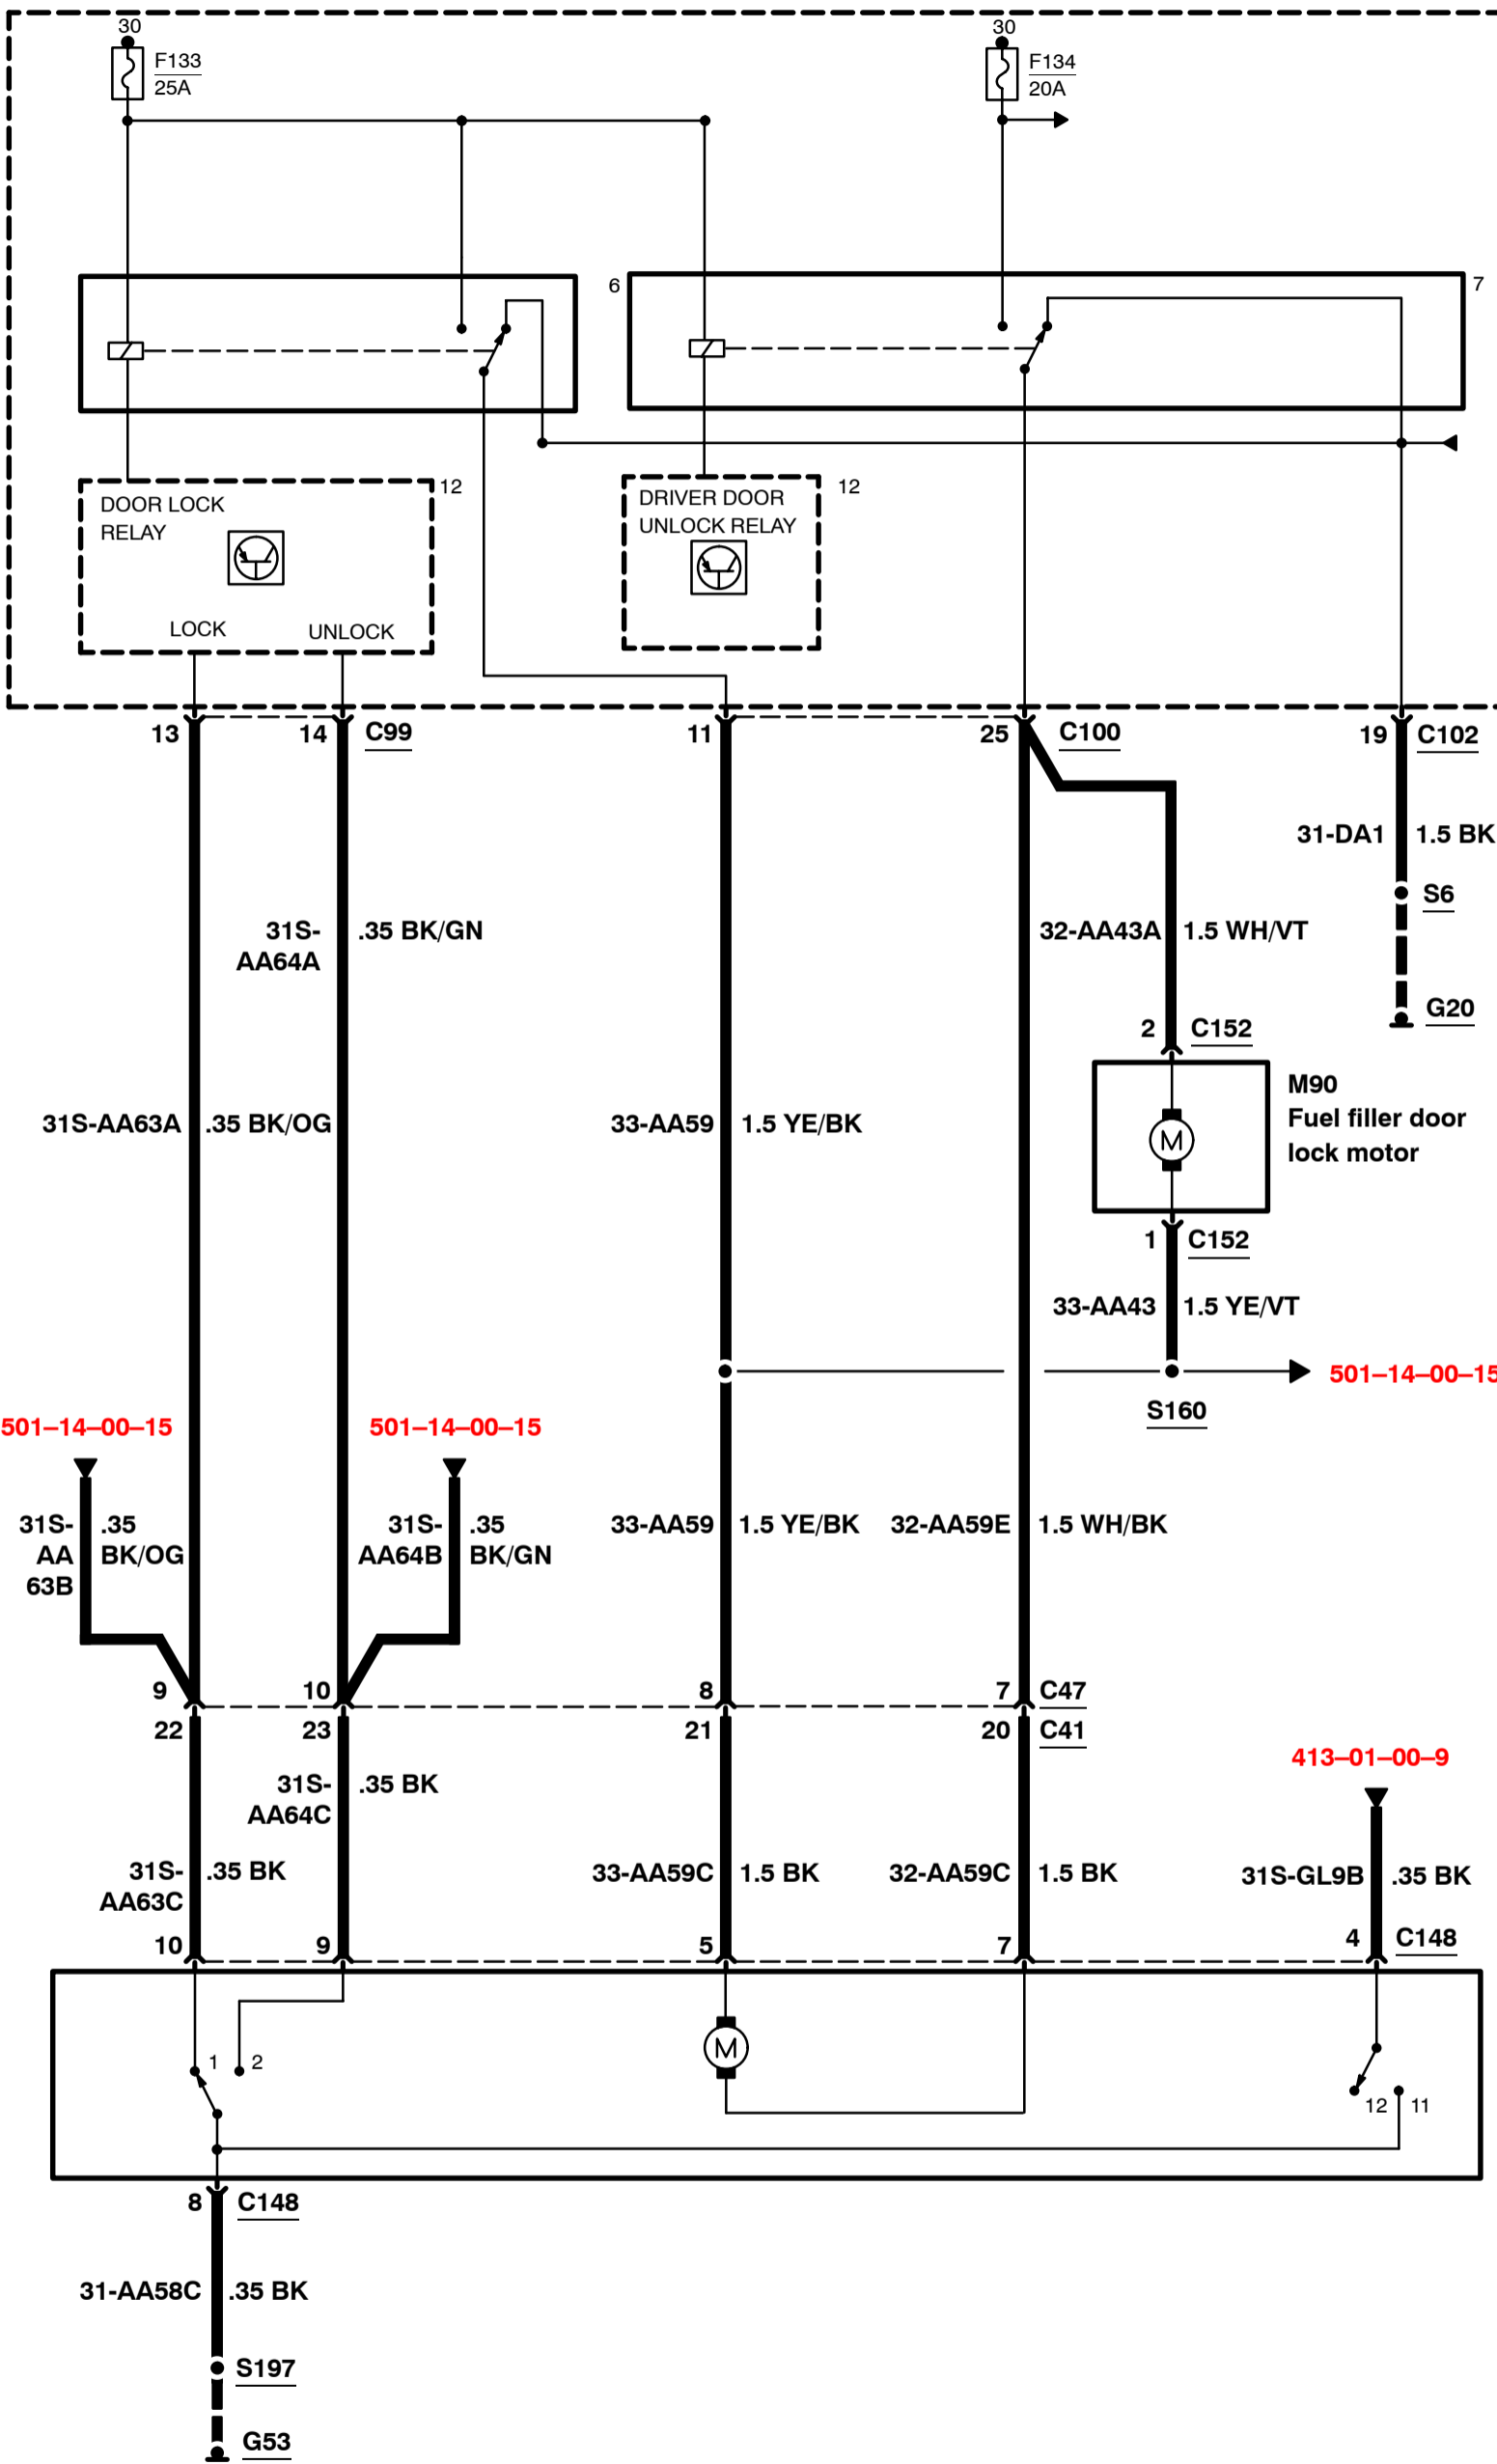 30
F133
25A
30
F134
20A
6
7
DOOR LOCK
RELAY
12
LOCK
UNLOCK
DRIVER DOOR
UNLOCK RELAY
12
13
14
C99
11
25
C100
19
C102
31-DA1
1.5 BK
S6
G20
31S-
AA64A
.35 BK/GN
32-AA43A
1.5 WH/VT
2
C152
M90
Fuel filler door
lock motor
M
31S-AA63A
.35 BK/OG
33-AA59
1.5 YE/BK
1
C152
33-AA43
1.5 YE/VT
501–14–00–15
S160
501–14–00–15
501–14–00–15
31S-
AA
63B
.35
BK/OG
31S-
AA64B
.35
BK/GN
33-AA59
1.5 YE/BK
32-AA59E
1.5 WH/BK
9
10
8
7
C47
22
23
21
20
C41
31S-
AA64C
.35 BK
413–01–00–9
31S-
AA63C
.35 BK
33-AA59C
1.5 BK
32-AA59C
1.5 BK
31S-GL9B
.35 BK
10
9
5
7
4
C148
1
2
M
12
11
8
C148
31-AA58C
.35 BK
S197
G53